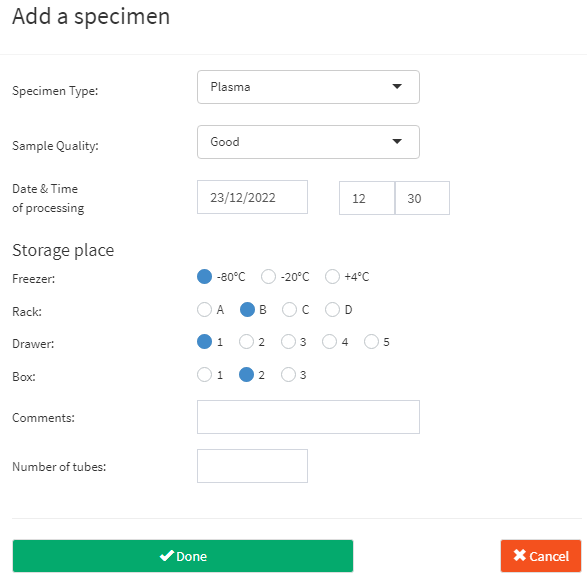 Add a specimen
Specimen Type: Plasma
Sample Quality: Good
Date & Time
of processing 23/12/2022 12 30
Storage place
Freezer: -80°C -20°C +4°C
Rack: A B C D
Drawer: 1 2 3 4 5
Box: 1 2 3
Comments:
Number of tubes:
Done Cancel